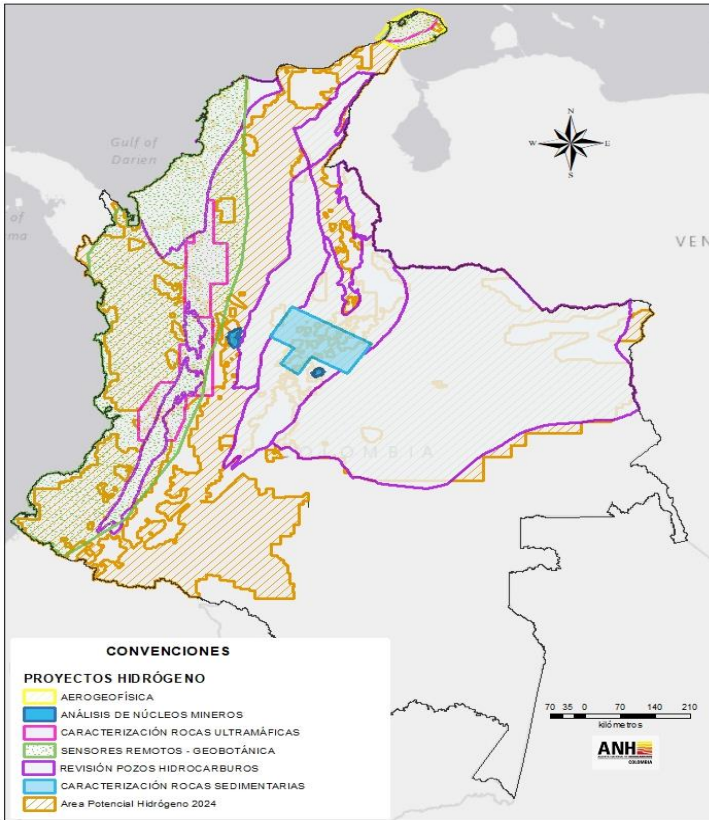 N
W
E
S
Gulf of
Darien
of
ma
VEN
COLOMBIA
CONVENCIONES
PROYECTOS HIDRÓGENO
AEROGEOFÍSICA
ANÁLISIS DE NÚCLEOS MINEROS
CARACTERIZACIÓN ROCAS ULTRAMÁFICAS
SENSORES REMOTOS - GEOBOTÁNICA
REVISIÓN POZOS HIDROCARBUROS
CARACTERIZACIÓN ROCAS SEDIMENTARIAS
Area Potencial Hidrógeno 2024
70 35 0 70 140 210
kilómetros
ANH
COLOMBIA